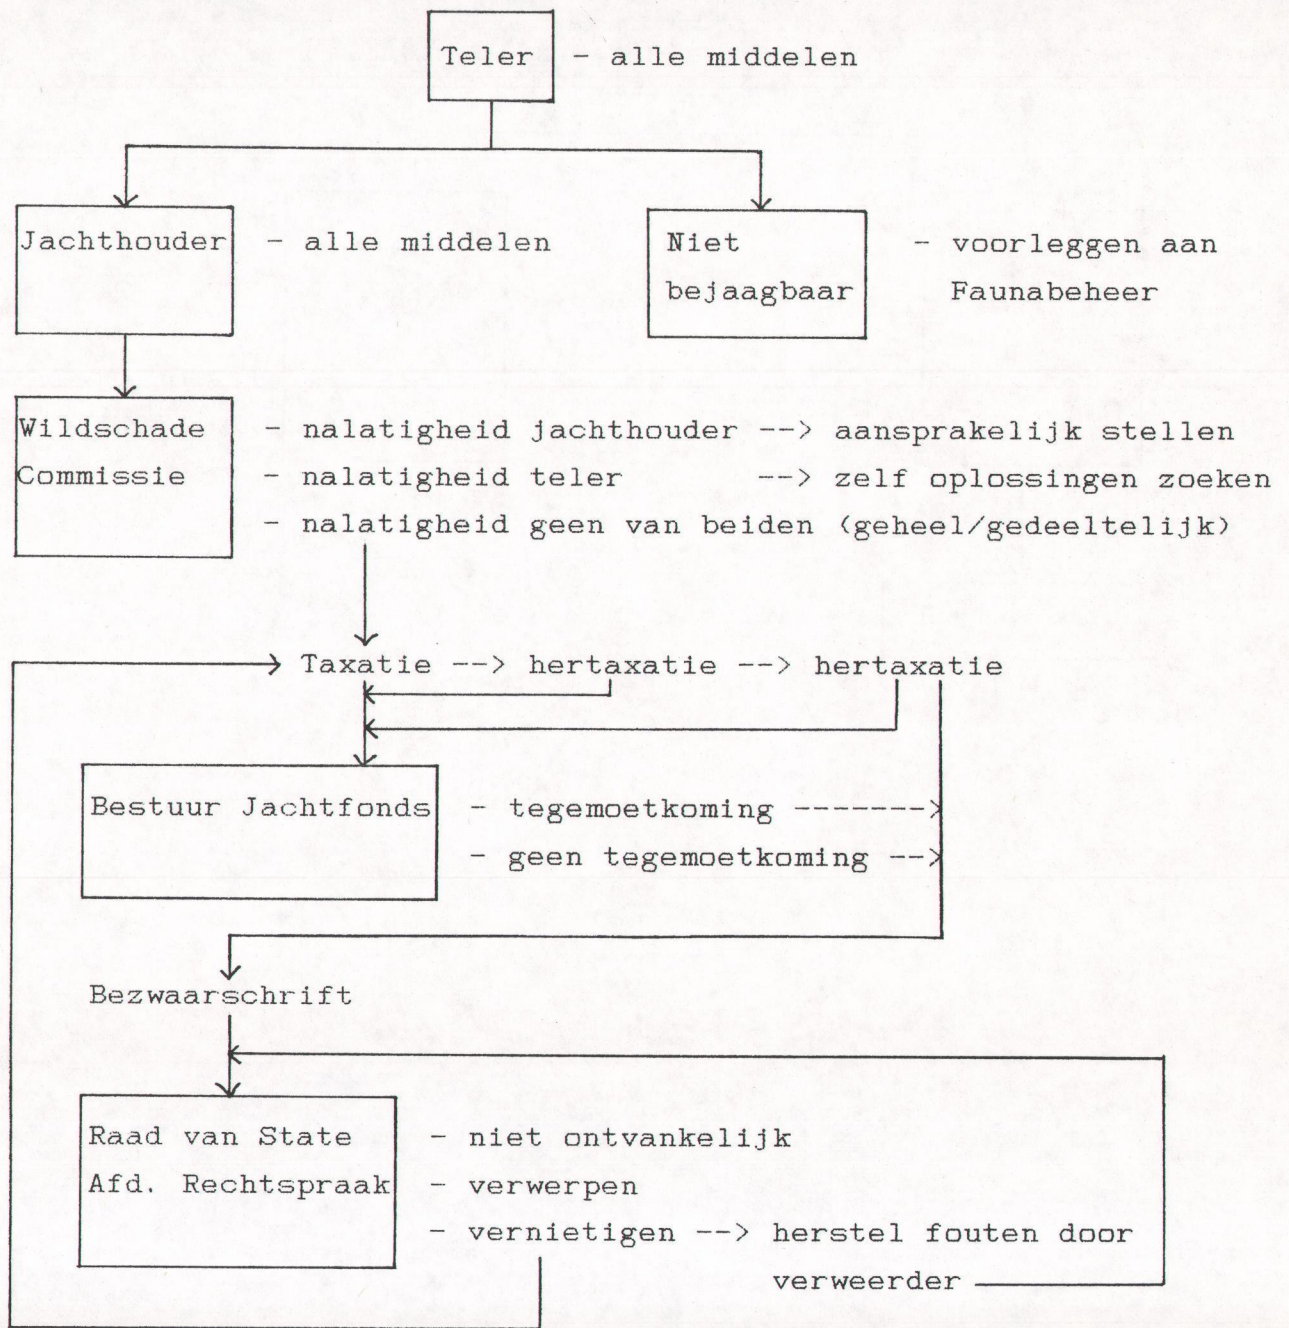 Teler - alle middelen
Jachthouder - alle middelen
Niet - voorleggen aan
bejaagbaar Faunabeheer
Wildschade - nalatigheid jachthouder --> aansprakelijk stellen
Commissie - nalatigheid teler --> zelf oplossingen zoeken
- nalatigheid geen van beiden (geheel/gedeeltelijk)
Taxatie --> hertaxatie --> hertaxatie
Bestuur Jachtfonds - tegemoetkoming ------->
- geen tegemoetkoming -->
Bezwaarschrift
Raad van State - niet ontvankelijk
Afd. Rechtspraak - verwerpen
- vernietigen --> herstel fouten door
verweerder